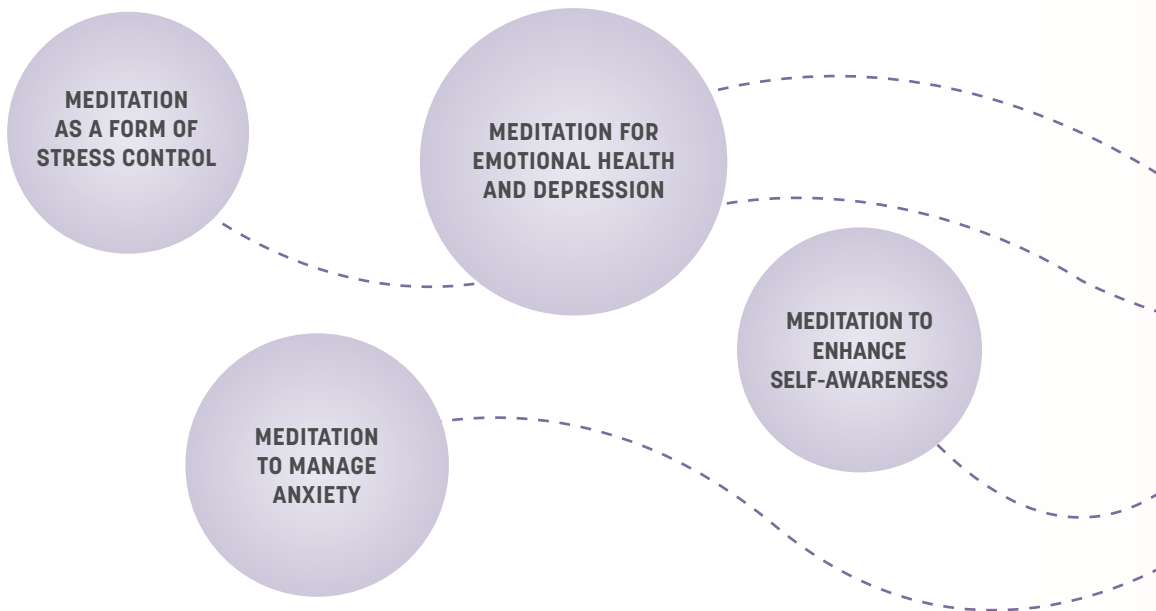 MEDITATION
AS A FORM OF
STRESS CONTROL
MEDITATION FOR
EMOTIONAL HEALTH
AND DEPRESSION
MEDITATION TO
ENHANCE
SELF-AWARENESS
MEDITATION
TO MANAGE
ANXIETY